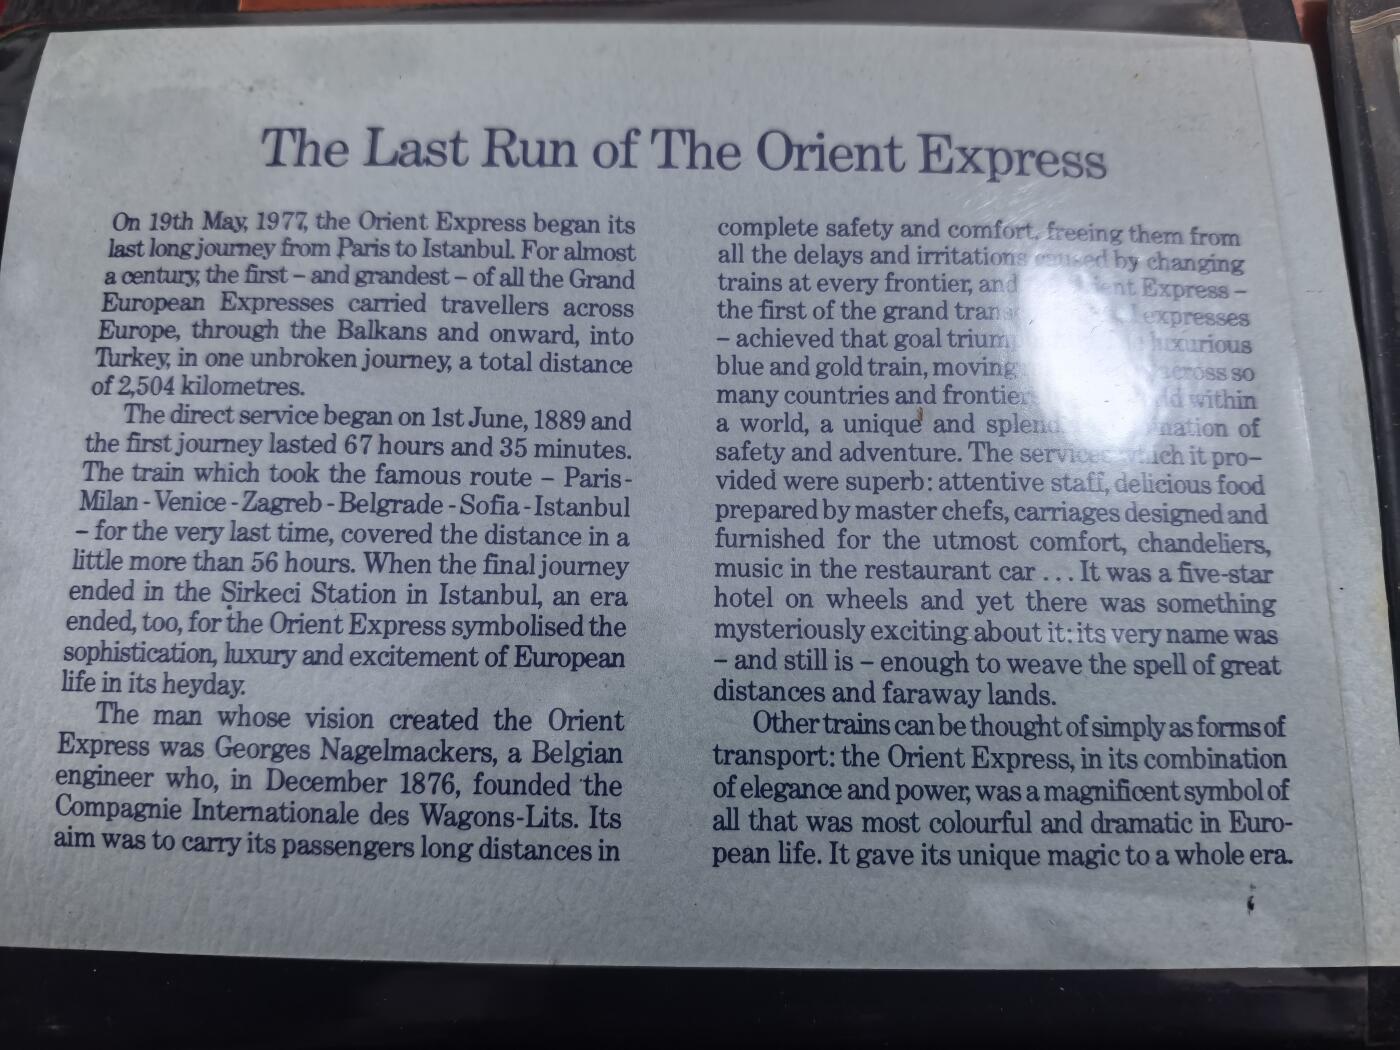 The Last Run of The Orient Express
On 19th May, 1977, the Orient Express began its
last long journey from Paris to Istanbul. For almost
a century, the first – and grandest – of all the Grand
European Expresses carried travellers across
Europe, through the Balkans and onward, into
Turkey, in one unbroken journey, a total distance
of 2,504 kilometres.
The direct service began on 1st June, 1889 and
the first journey lasted 67 hours and 35 minutes.
The train which took the famous route – Paris-
Milan - Venice - Zagreb - Belgrade - Sofia - Istanbul
– for the very last time, covered the distance in a
little more than 56 hours. When the final journey
ended in the Sirkeci Station in Istanbul, an era
ended, too, for the Orient Express symbolised the
sophistication, luxury and excitement of European
life in its heyday.
The man whose vision created the Orient
Express was Georges Nagelmackers, a Belgian
engineer who, in December 1876, founded the
Compagnie Internationale des Wagons-Lits. Its
aim was to carry its passengers long distances in
complete safety and comfort, freeing them from
all the delays and irritations caused by changing
trains at every frontier, and Express –
the first of the grand expresses
– achieved that goal luxurious
blue and gold train, moving across so
many countries and within
a world, a unique and of
safety and adventure. The services which it pro–
vided were superb: attentive staff, delicious food
prepared by master chefs, carriages designed and
furnished for the utmost comfort, chandeliers,
music in the restaurant car . . . It was a five-star
hotel on wheels and yet there was something
mysteriously exciting about it: its very name was
– and still is – enough to weave the spell of great
distances and faraway lands.
Other trains can be thought of simply as forms of
transport: the Orient Express, in its combination
of elegance and power, was a magnificent symbol of
all that was most colourful and dramatic in Euro-
pean life. It gave its unique magic to a whole era.